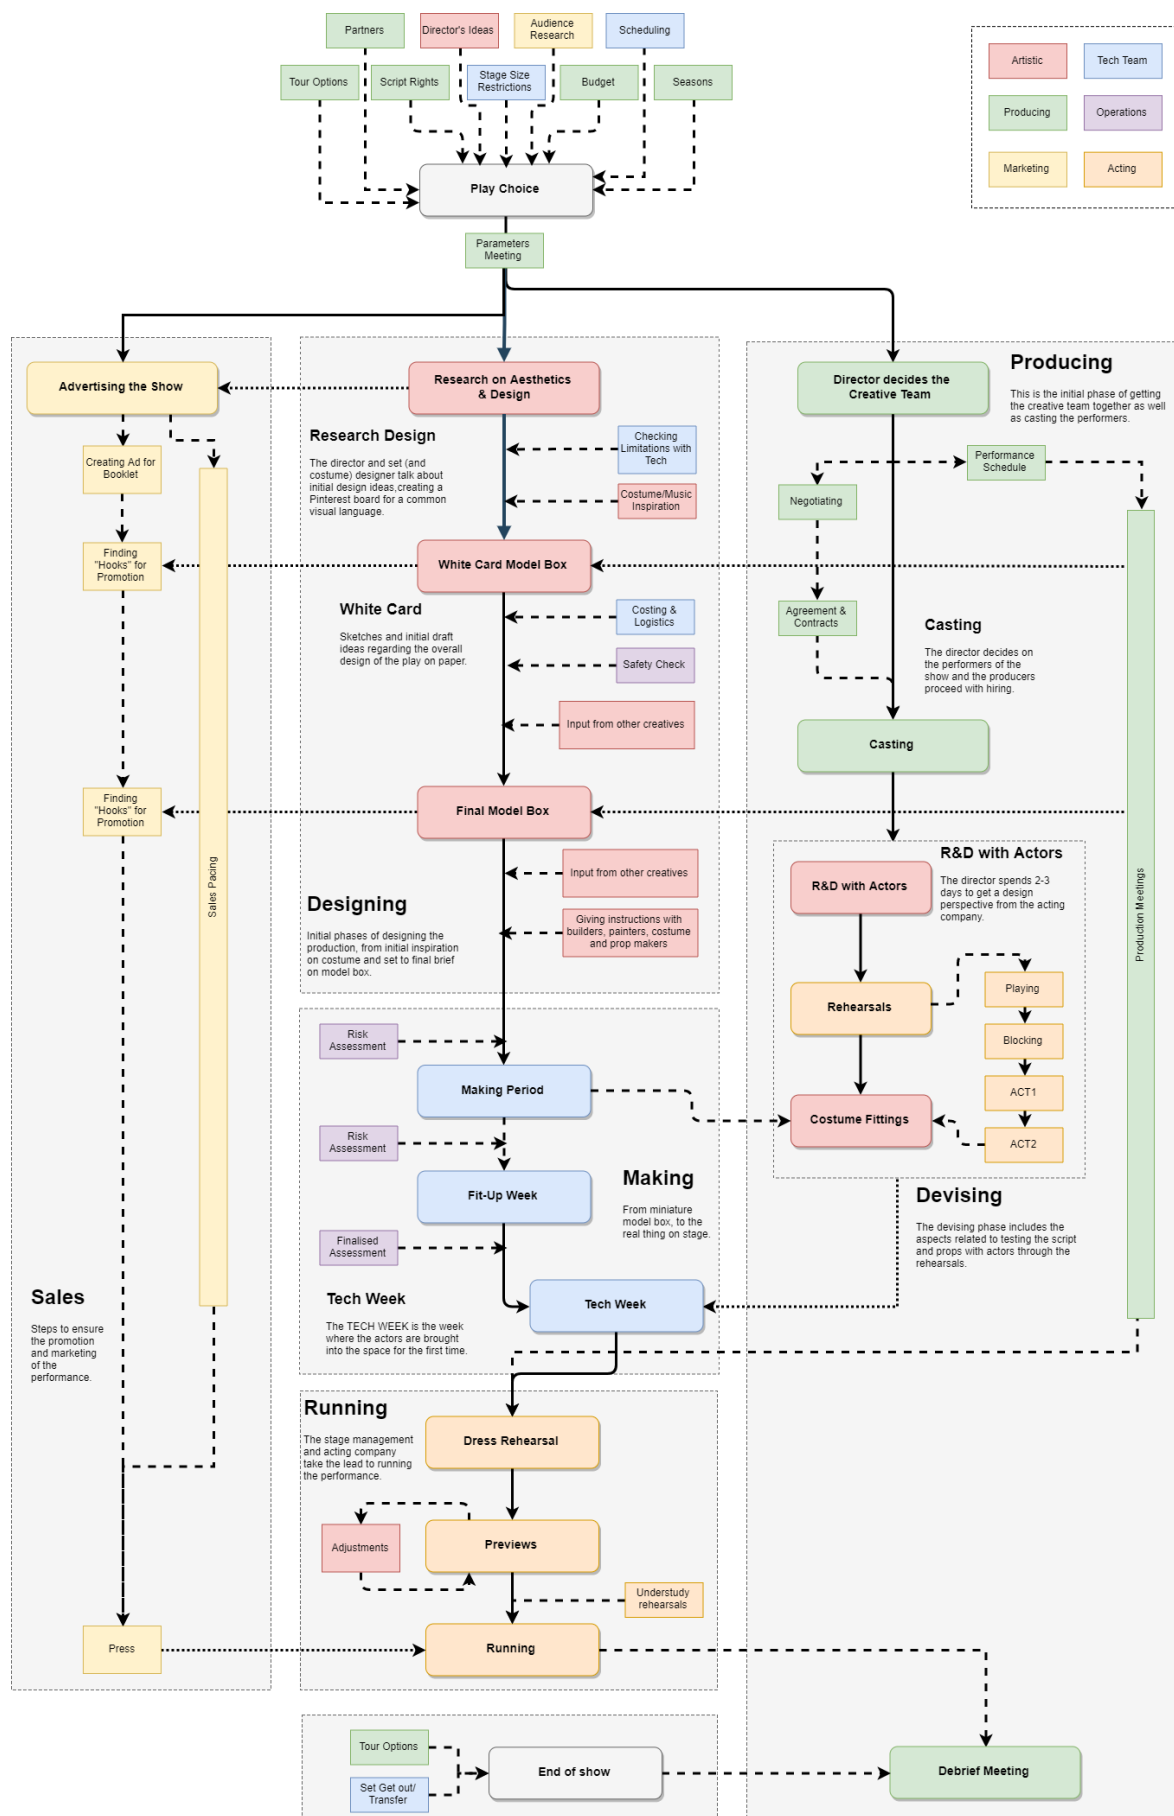 Partners
Director's Ideas
Audience
Research
Scheduling
Tour Options
Script Rights
Stage Size
Restrictions
Budget
Seasons
Artistic
Tech Team
Producing
Operations
Marketing
Acting
Play Choice
Parameters
Meeting
Advertising the Show
Creating Ad for
Booklet
Finding
"Hooks" for
Promotion
Finding
"Hooks" for
Promotion
Sales Pacing
Sales
Steps to ensure
the promotion
and marketing
of the
performance.
Press
Research on Aesthetics
& Design
Research Design
The director and set (and
costume) designer talk about
initial design ideas,creating a
Pinterest board for a common
visual language.
Checking
Limitations with
Tech
Costume/Music
Inspiration
White Card Model Box
White Card
Sketches and initial draft
ideas regarding the overall
design of the play on paper.
Costing &
Logistics
Safety Check
Input from other creatives
Final Model Box
Input from other creatives
Designing
Initial phases of designing the
production, from initial inspiration
on costume and set to final brief
on model box.
Giving instructions with
builders, painters, costume
and prop makers
Risk
Assessment
Making Period
Risk
Assessment
Fit-Up Week
Making
From miniature
model box, to the
real thing on stage.
Finalised
Assessment
Tech Week
Tech Week
The TECH WEEK is the week
where the actors are brought
into the space for the first time.
Running
The stage management
and acting company
take the lead to running
the performance.
Dress Rehearsal
Adjustments
Previews
Understudy
rehearsals
Running
Tour Options
Set Get out/
Transfer
End of show
Director decides the
Creative Team
Producing
This is the initial phase of getting
the creative team together as well
as casting the performers.
Performance
Schedule
Negotiating
Agreement &
Contracts
Casting
The director decides on
the performers of the
show and the producers
proceed with hiring.
Casting
R&D with Actors
R&D with Actors
The director spends 2-3
days to get a design
perspective from the acting
company.
Rehearsals
Playing
Blocking
ACT1
ACT2
Costume Fittings
Devising
The devising phase includes the
aspects related to testing the script
and props with actors through the
rehearsals.
Production Meetings
Debrief Meeting